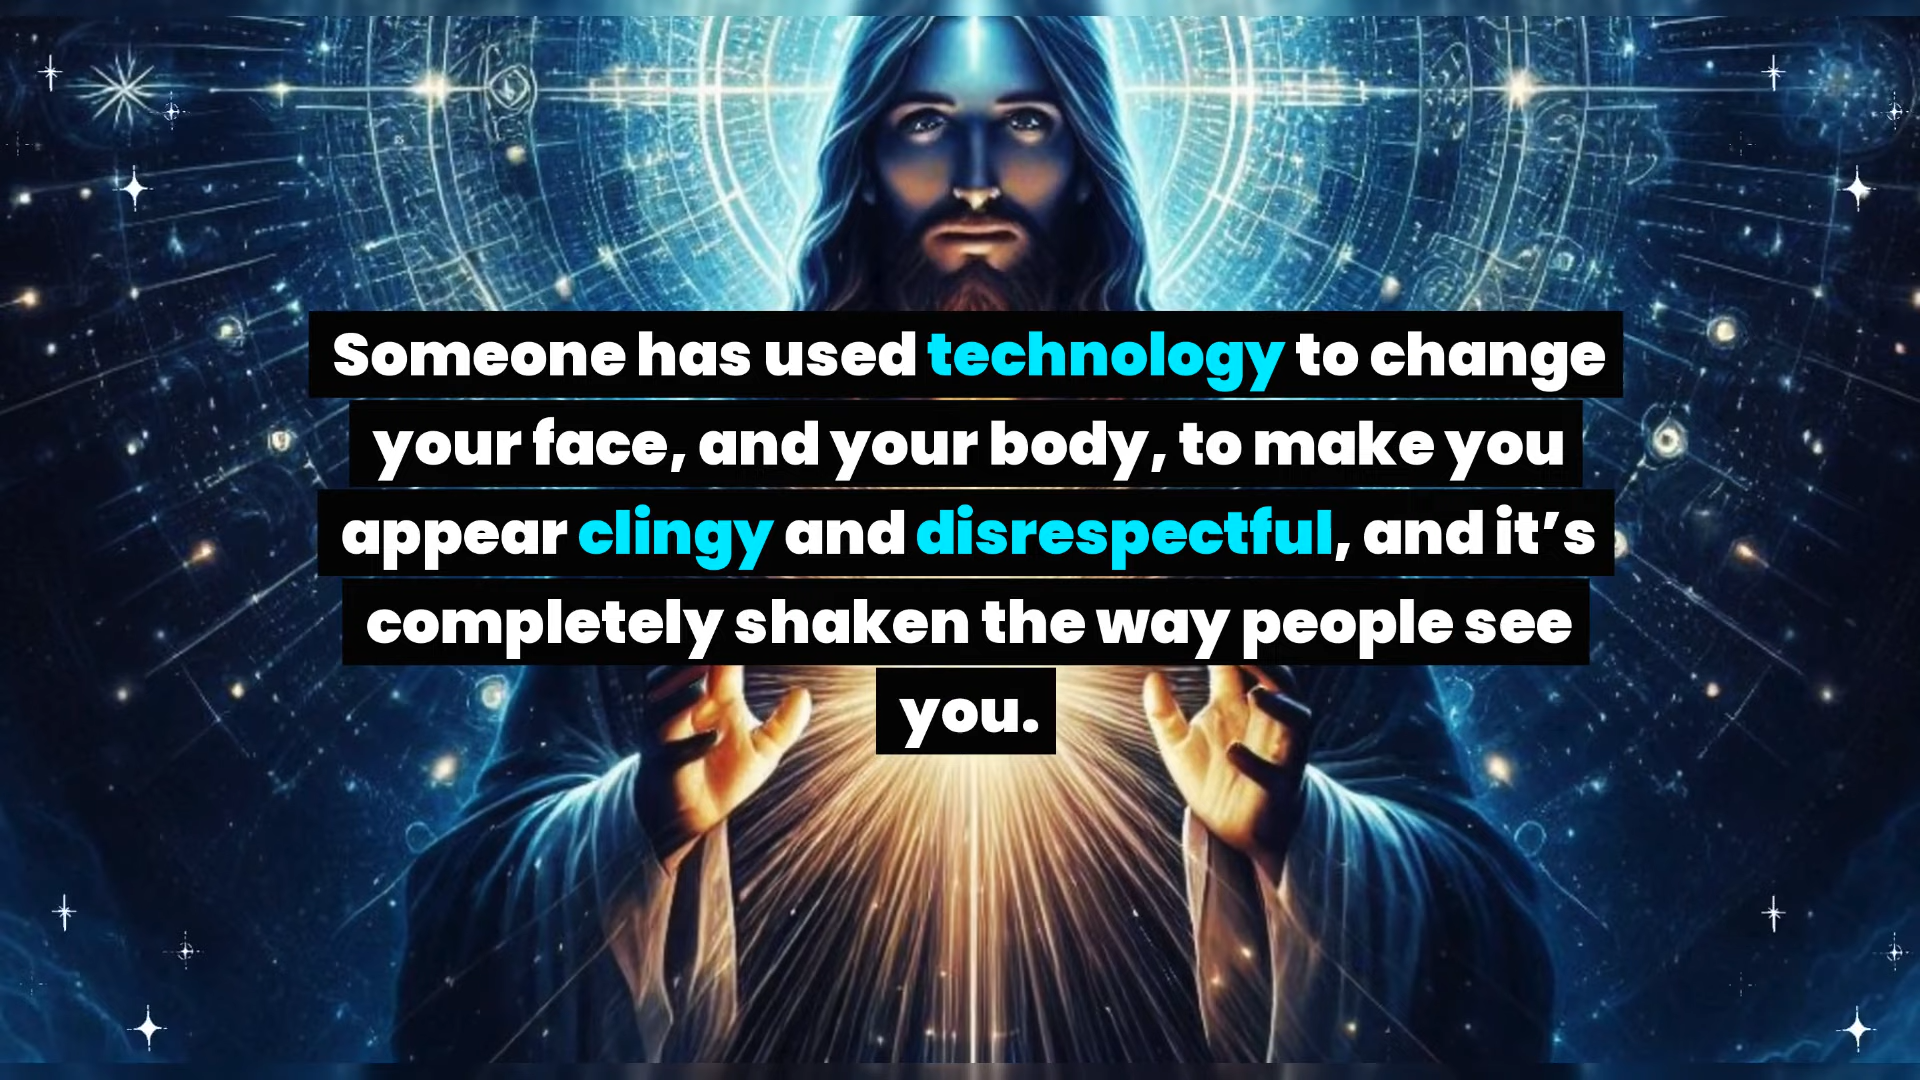 Someone has used technology to change
your face, and your body, to make you
appear clingy and disrespectful, and it’s
completely shaken the way people see
you.